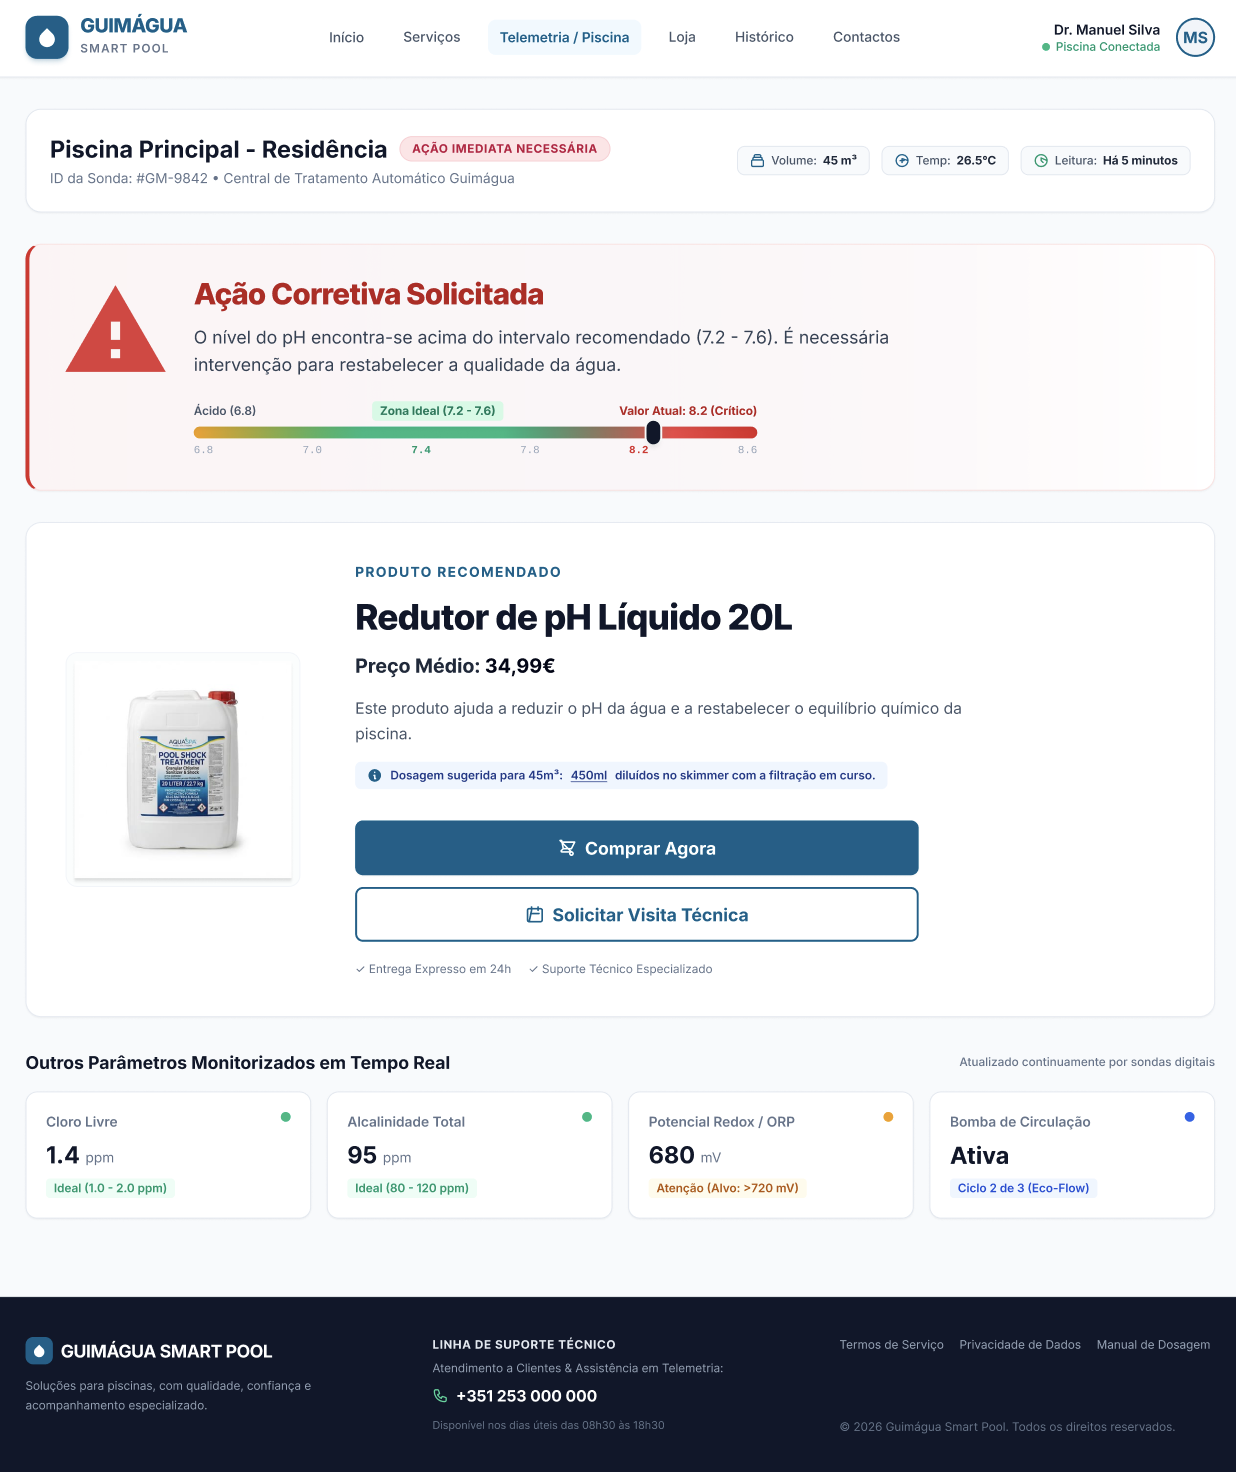 GUIMÁGUA
SMART POOL
Início
Serviços
Telemetria / Piscina
Loja
Histórico
Contactos
Dr. Manuel Silva
Piscina Conectada
MS
Piscina Principal - Residência
AÇÃO IMEDIATA NECESSÁRIA
ID da Sonda: #GM-9842 • Central de Tratamento Automático Guimágua
Volume: 45 m³
Temp: 26.5°C
Leitura: Há 5 minutos
Ação Corretiva Solicitada
O nível do pH encontra-se acima do intervalo recomendado (7.2 - 7.6). É necessária
intervenção para restabelecer a qualidade da água.
Ácido (6.8)
Zona Ideal (7.2 - 7.6)
Valor Atual: 8.2 (Crítico)
6.8
7.0
7.4
7.8
8.2
8.6
AQUASPA
POOL SHOCK
TREATMENT
Granular Chlorine
Sanitizer & Shock
20 LITER / 22.7 kg
PRODUTO RECOMENDADO
Redutor de pH Líquido 20L
Preço Médio: 34,99€
Este produto ajuda a reduzir o pH da água e a restabelecer o equilíbrio químico da
piscina.
Dosagem sugerida para 45m³: 450ml diluídos no skimmer com a filtração em curso.
Comprar Agora
Solicitar Visita Técnica
✓ Entrega Expresso em 24h
✓ Suporte Técnico Especializado
Outros Parâmetros Monitorizados em Tempo Real
Atualizado continuamente por sondas digitais
Cloro Livre
1.4 ppm
Ideal (1.0 - 2.0 ppm)
Alcalinidade Total
95 ppm
Ideal (80 - 120 ppm)
Potencial Redox / ORP
680 mV
Atenção (Alvo: >720 mV)
Bomba de Circulação
Ativa
Ciclo 2 de 3 (Eco-Flow)
GUIMÁGUA SMART POOL
Soluções para piscinas, com qualidade, confiança e
acompanhamento especializado.
LINHA DE SUPORTE TÉCNICO
Atendimento a Clientes & Assistência em Telemetria:
+351 253 000 000
Disponível nos dias úteis das 08h30 às 18h30
Termos de Serviço
Privacidade de Dados
Manual de Dosagem
© 2026 Guimágua Smart Pool. Todos os direitos reservados.